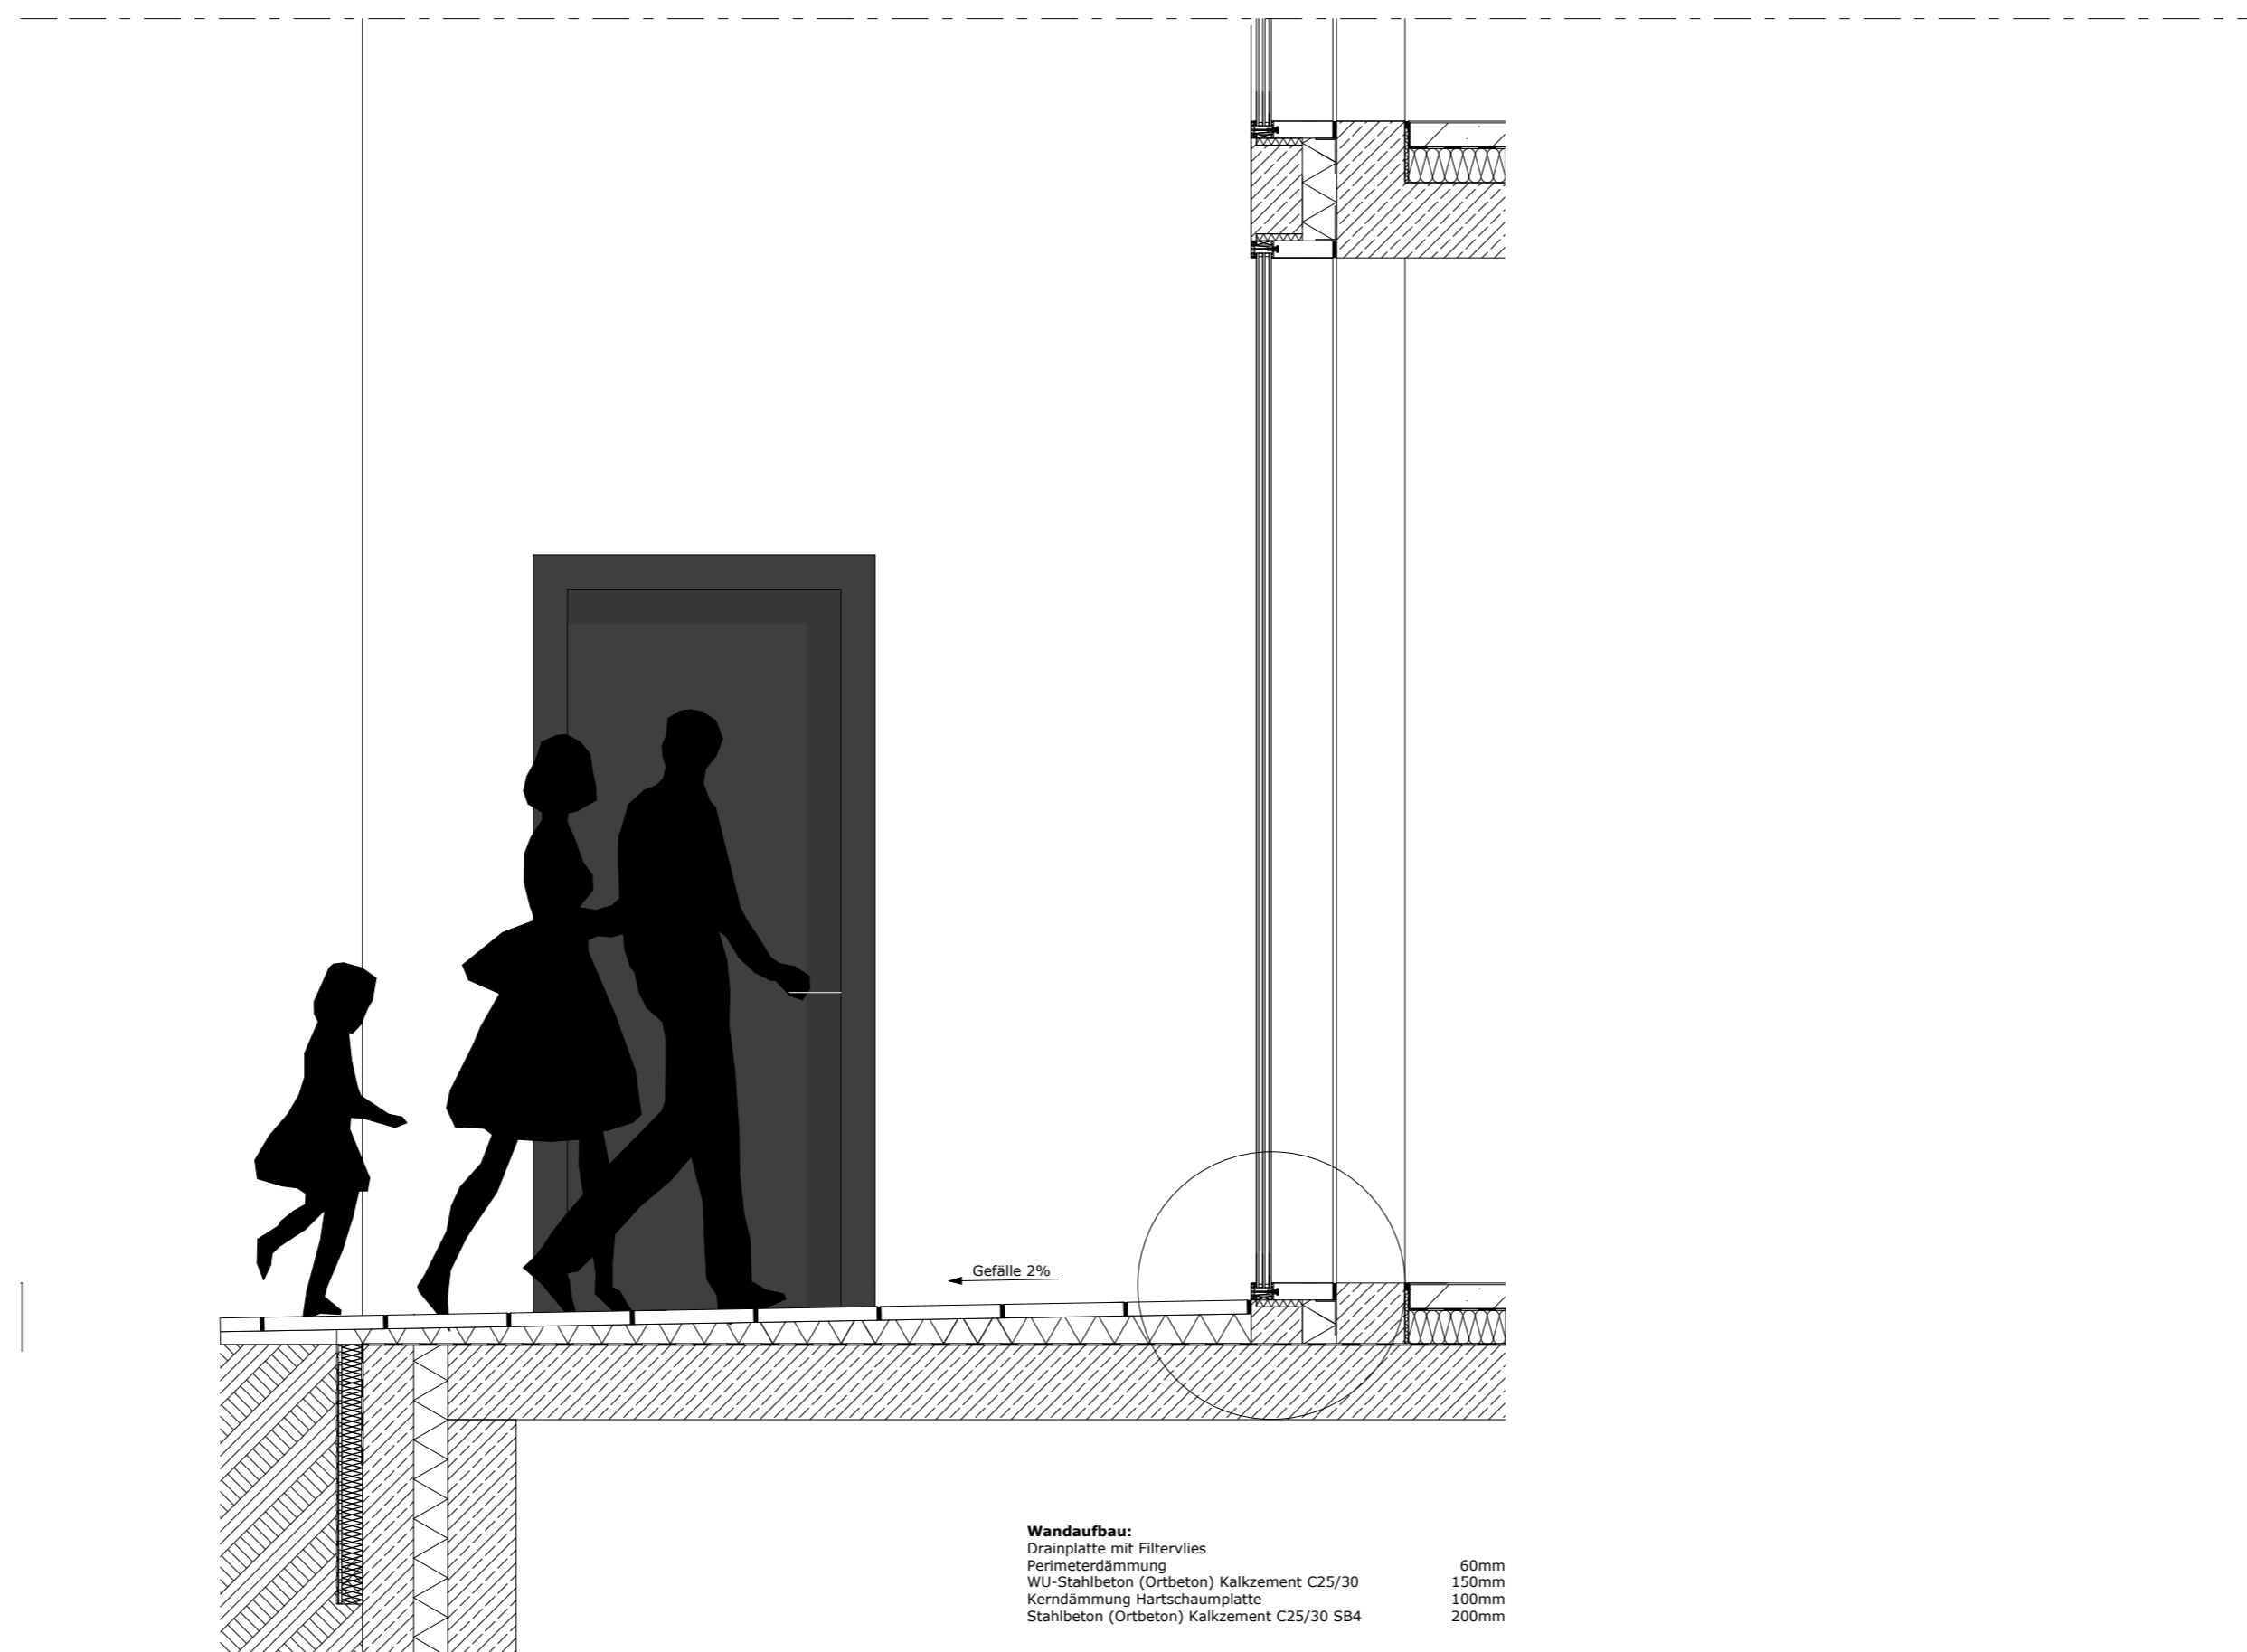 Gefälle 2%
Wandaufbau:
Drainplatte mit Filtervlies
Perimeterdämmung 60mm
WU-Stahlbeton (Ortbeton) Kalkzement C25/30 150mm
Kerndämmung Hartschaumplatte 100mm
Stahlbeton (Ortbeton) Kalkzement C25/30 SB4 200mm